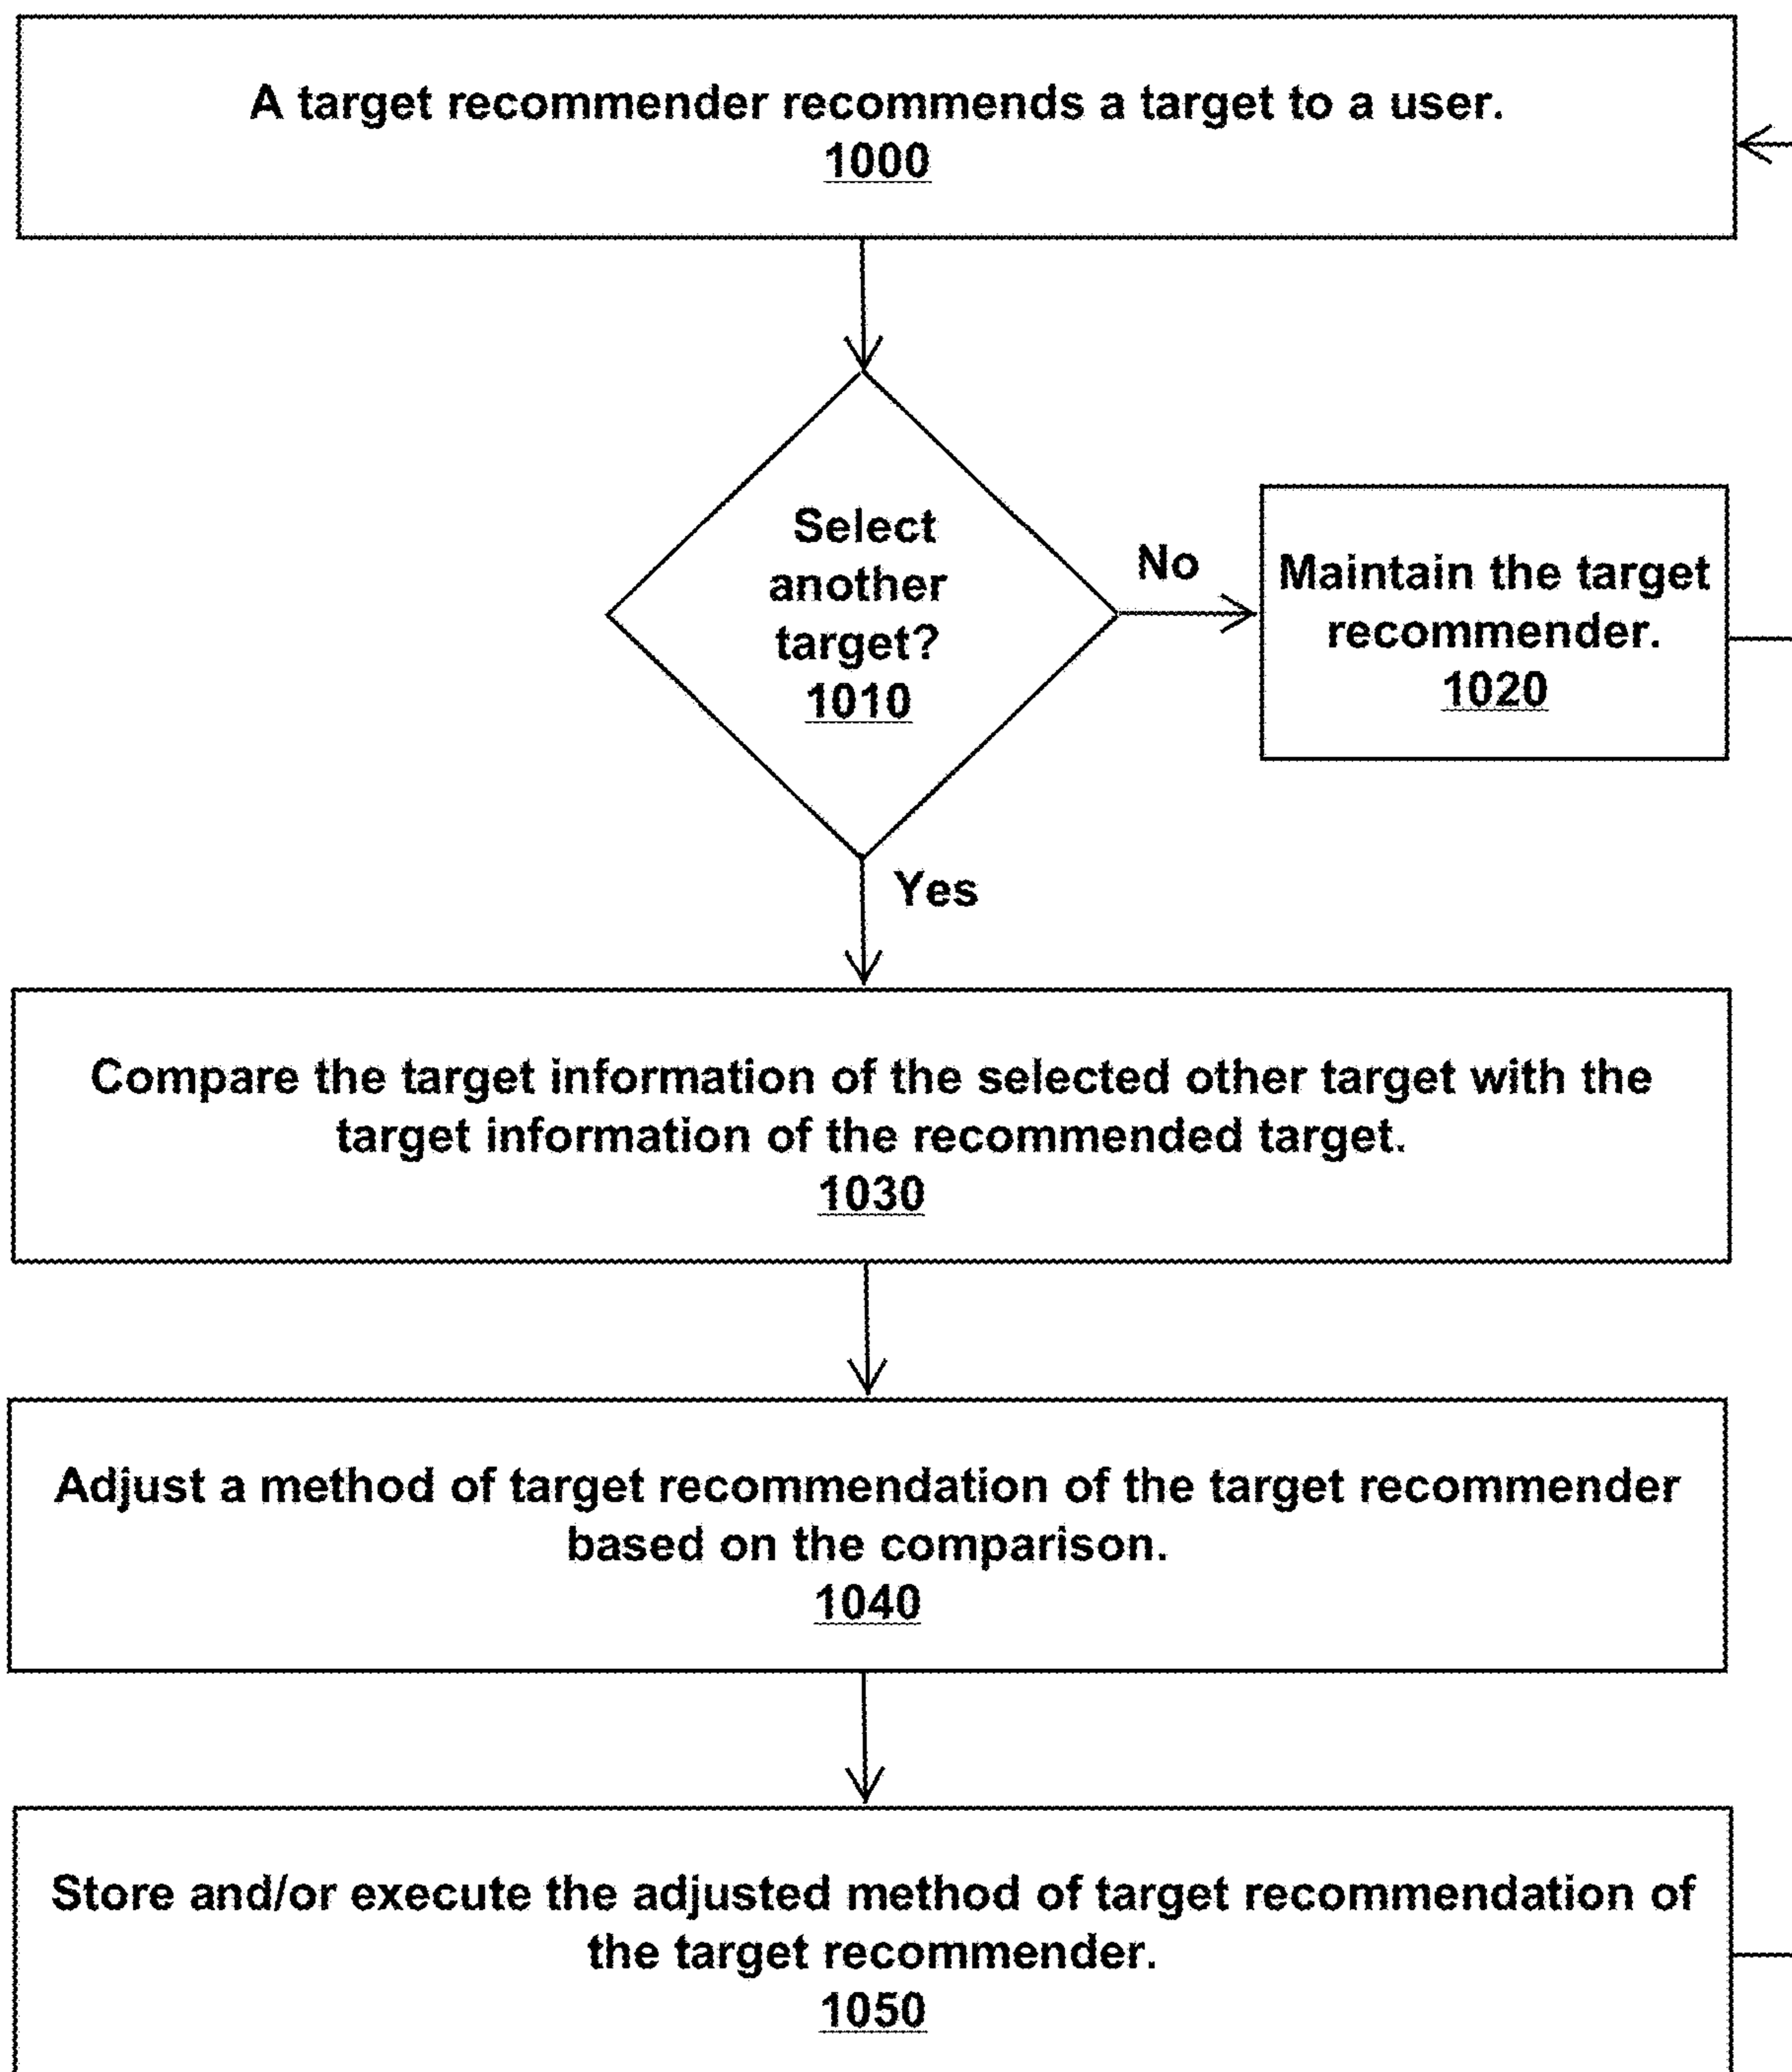 A target recommender recommends a target to a user.
1000
Select
another
target?
1010
No
Maintain the target
recommender.
1020
Yes
Compare the target information of the selected other target with the
target information of the recommended target.
1030
Adjust a method of target recommendation of the target recommender
based on the comparison.
1040
Store and/or execute the adjusted method of target recommendation of
the target recommender.
1050